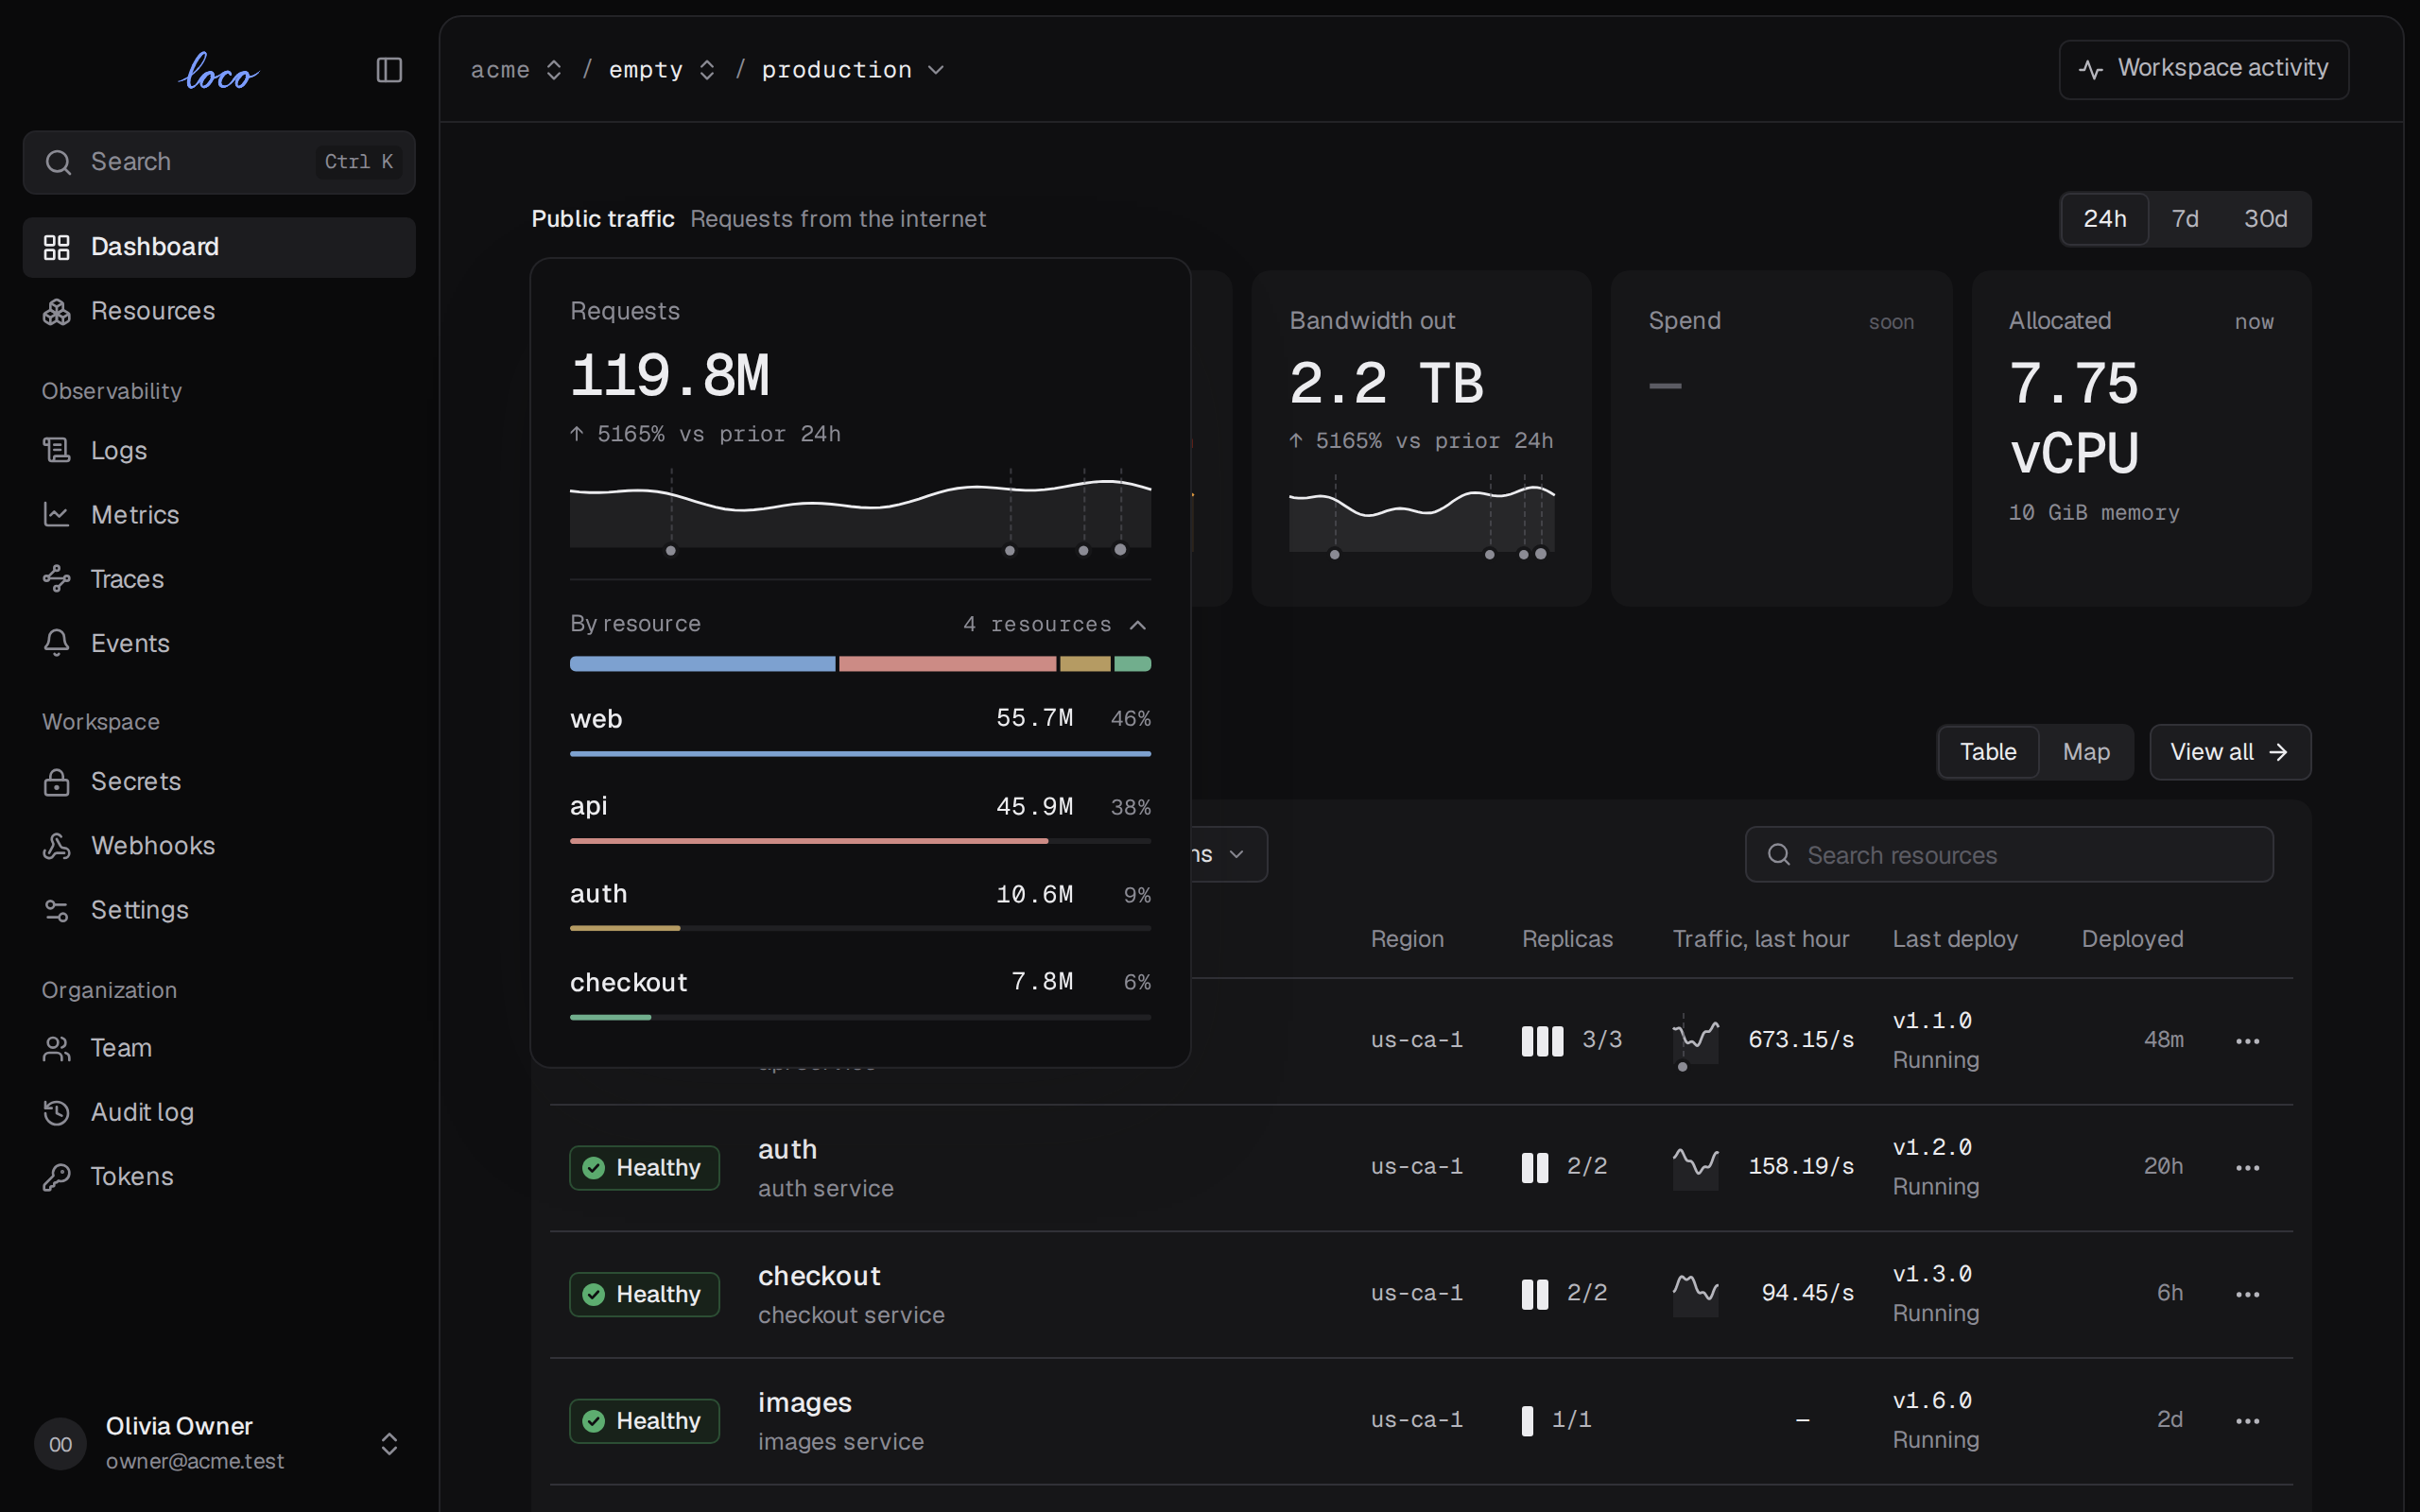 loco
Search Ctrl K
Dashboard
Resources
Observability
Logs
Metrics
Traces
Events
Workspace
Secrets
Webhooks
Settings
Organization
Team
Audit log
Tokens
OO Olivia Owner
owner@acme.test
acme / empty / production
Workspace activity
Public traffic Requests from the internet
24h 7d 30d
Requests
119.8M
↑ 5165% vs prior 24h
By resource 4 resources
web 55.7M 46%
api 45.9M 38%
auth 10.6M 9%
checkout 7.8M 6%
Bandwidth out
2.2 TB
↑ 5165% vs prior 24h
Spend soon
—
Allocated now
7.75
vCPU
10 GiB memory
Table Map View all →
Search resources
Region Replicas Traffic, last hour Last deploy Deployed
us-ca-1 3/3 673.15/s v1.1.0 Running 48m
Healthy auth us-ca-1 2/2 158.19/s v1.2.0 20h
auth service Running
Healthy checkout us-ca-1 2/2 94.45/s v1.3.0 6h
checkout service Running
Healthy images us-ca-1 1/1 – v1.6.0 2d
images service Running